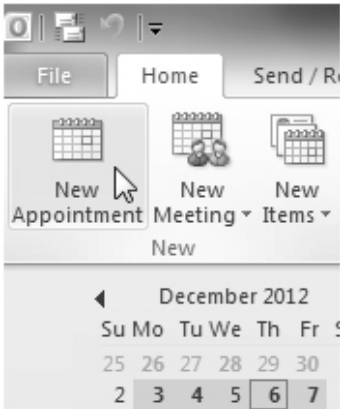 File Home Send / R
New Appointment New Meeting New Items
New
December 2012
Su Mo Tu We Th Fr S
25 26 27 28 29 30
2 3 4 5 6 7